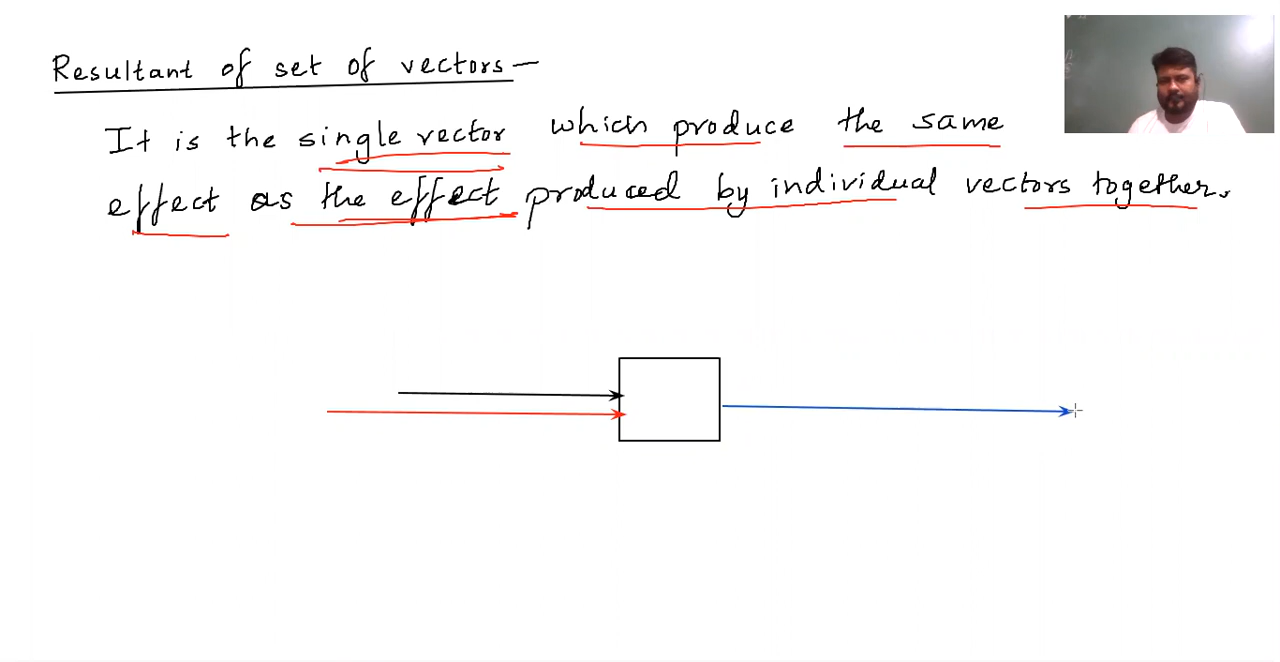 Resultant of set of vectors —
It is the single vector which produce the same
effect as the effect produced by individual vectors together.